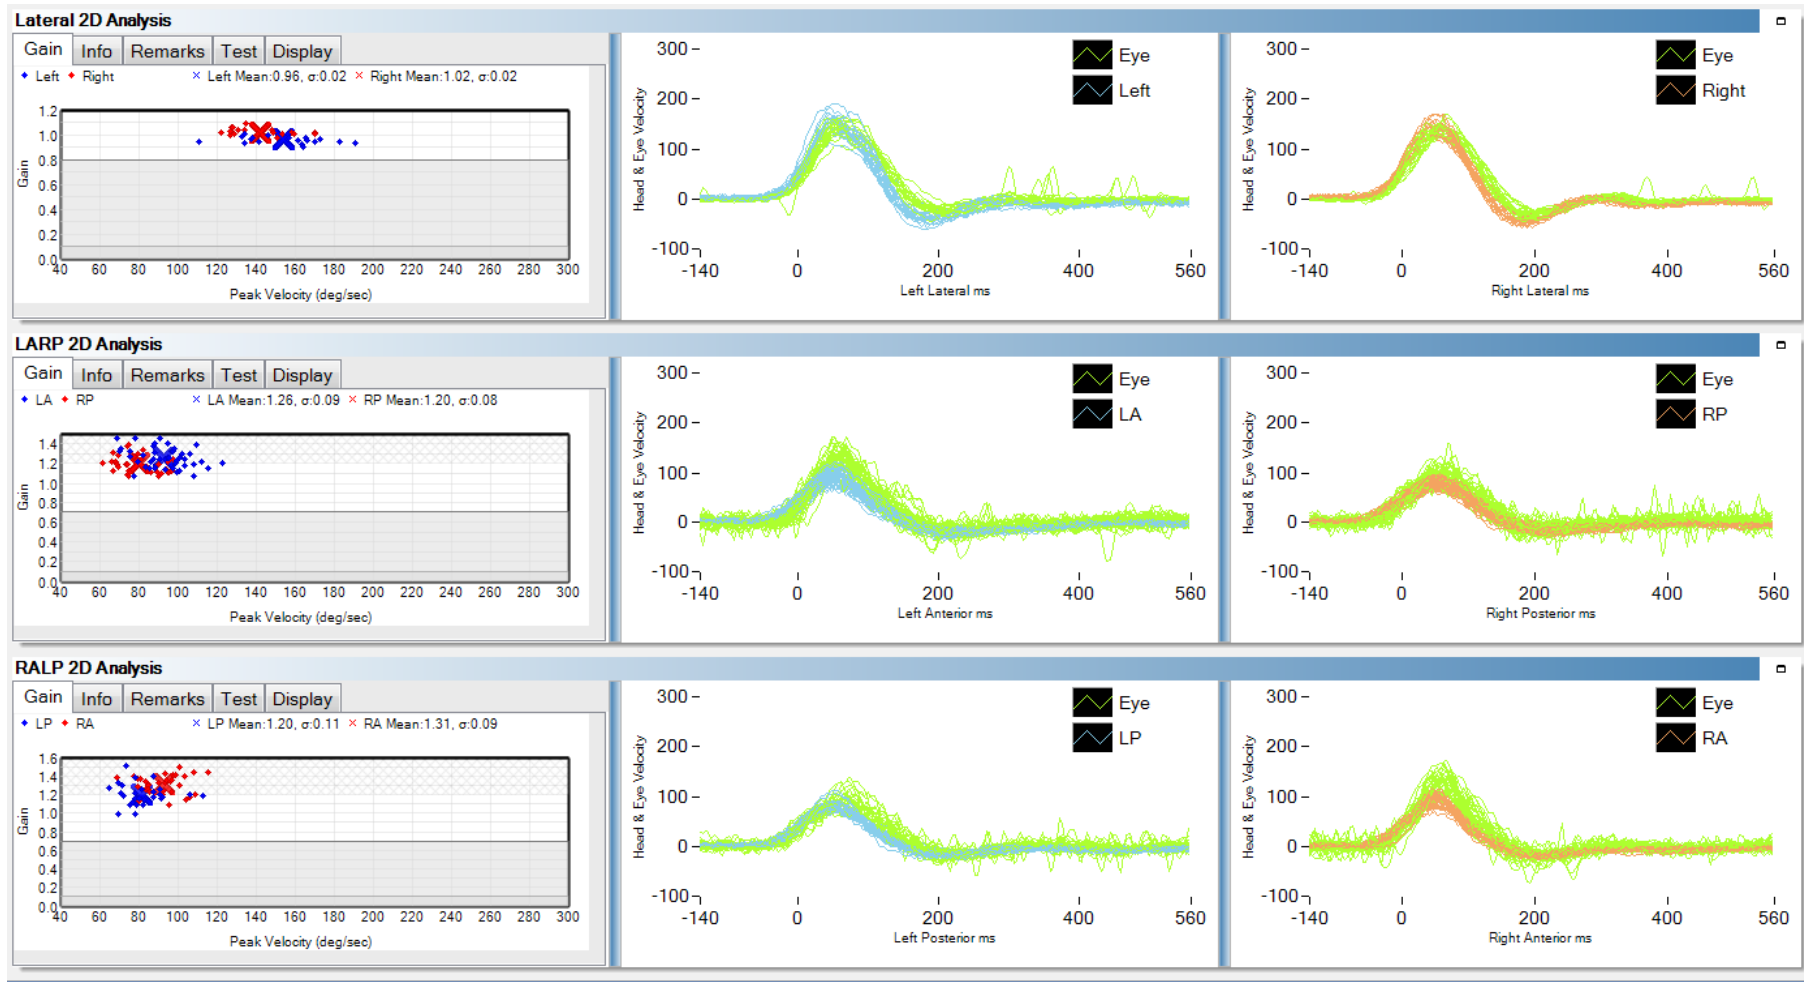 Lateral 2D Analysis
Gain Info Remarks Test Display
Left Right Left Mean:0.96, σ:0.02 Right Mean:1.02, σ:0.02
1.2
1.0
0.8
0.6
0.4
0.2
0.0
Gain
40 60 80 100 120 140 160 180 200 220 240 260 280 300
Peak Velocity (deg/sec)
300
200
100
0
-100
Head & Eye Velocity
Eye
Left
-140 0 200 400 560
Left Lateral ms
300
200
100
0
-100
Head & Eye Velocity
Eye
Right
-140 0 200 400 560
Right Lateral ms
LARP 2D Analysis
Gain Info Remarks Test Display
LA RP LA Mean:1.26, σ:0.09 RP Mean:1.20, σ:0.08
1.4
1.2
1.0
0.8
0.6
0.4
0.2
0.0
Gain
40 60 80 100 120 140 160 180 200 220 240 260 280 300
Peak Velocity (deg/sec)
300
200
100
0
-100
Head & Eye Velocity
Eye
LA
-140 0 200 400 560
Left Anterior ms
300
200
100
0
-100
Head & Eye Velocity
Eye
RP
-140 0 200 400 560
Right Posterior ms
RALP 2D Analysis
Gain Info Remarks Test Display
LP RA LP Mean:1.20, σ:0.11 RA Mean:1.31, σ:0.09
1.6
1.4
1.2
1.0
0.8
0.6
0.4
0.2
0.0
Gain
40 60 80 100 120 140 160 180 200 220 240 260 280 300
Peak Velocity (deg/sec)
300
200
100
0
-100
Head & Eye Velocity
Eye
LP
-140 0 200 400 560
Left Posterior ms
300
200
100
0
-100
Head & Eye Velocity
Eye
RA
-140 0 200 400 560
Right Anterior ms